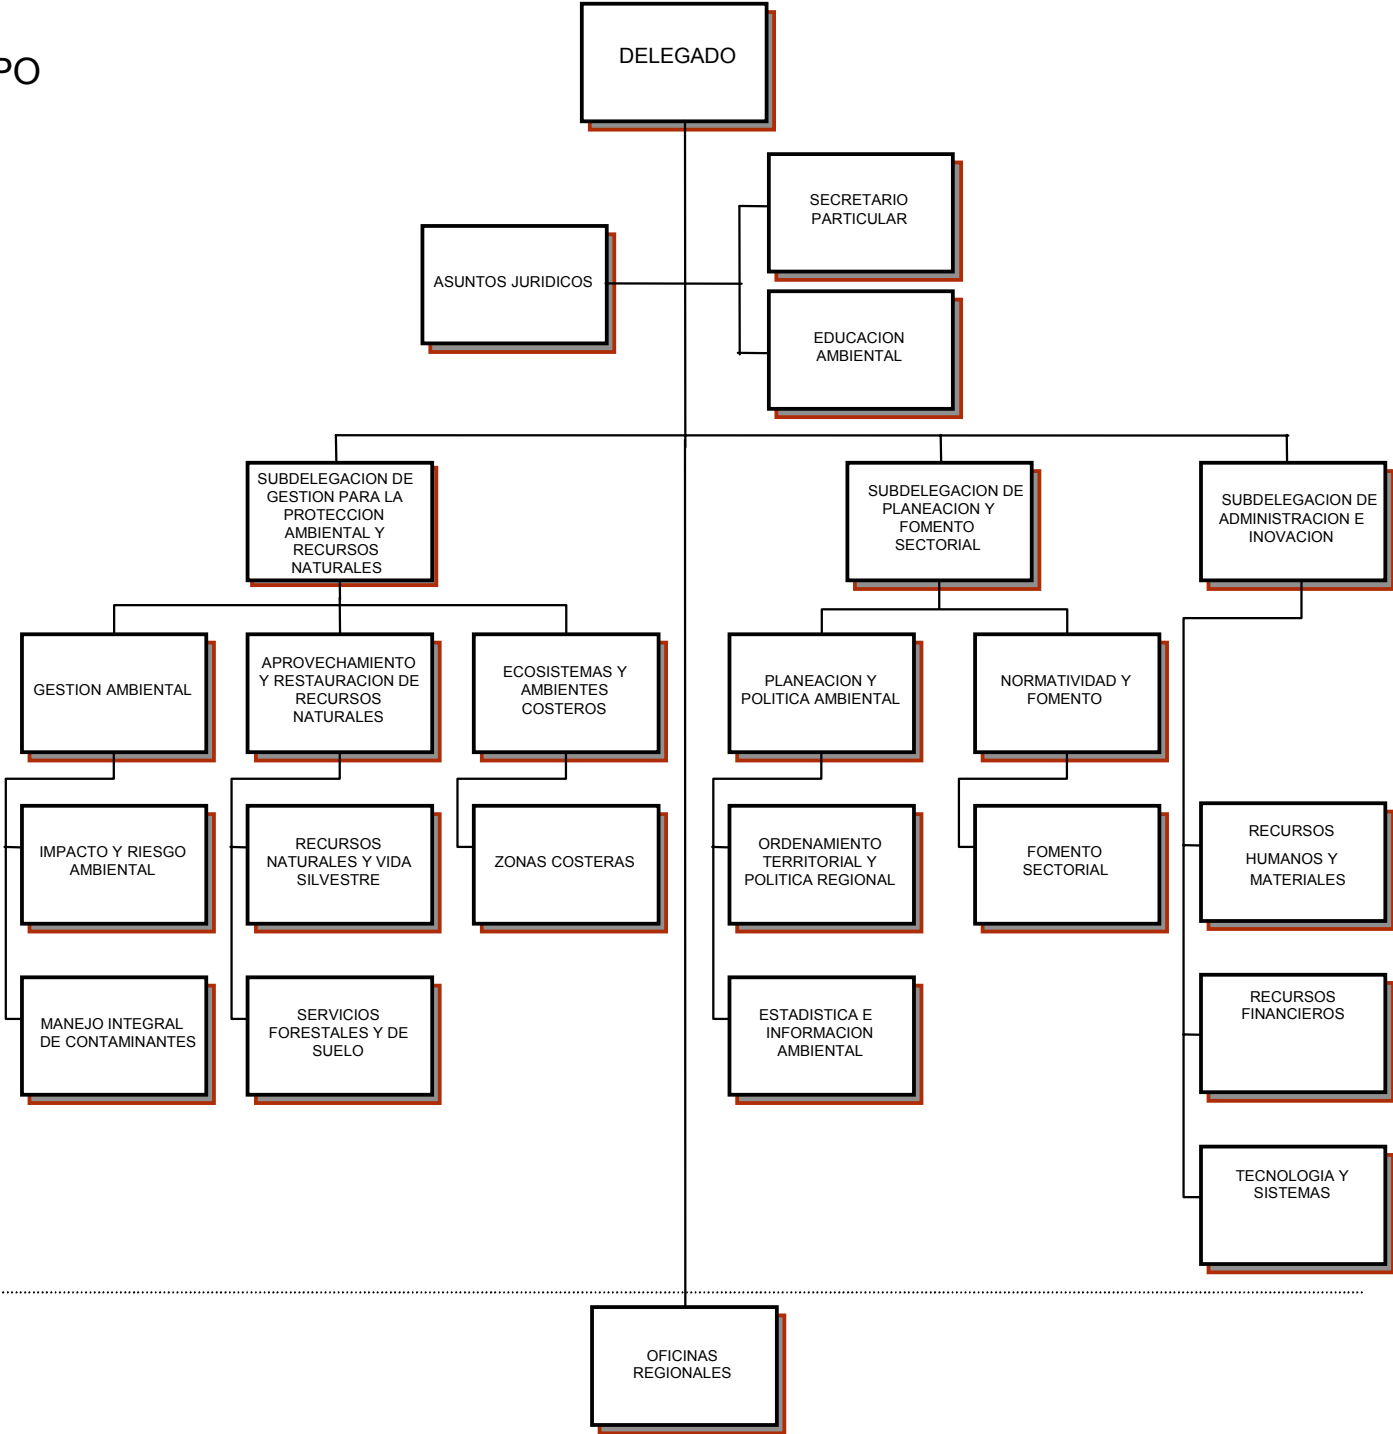 PO
DELEGADO
SECRETARIO
PARTICULAR
ASUNTOS JURIDICOS
EDUCACION
AMBIENTAL
SUBDELEGACION DE
GESTION PARA LA
PROTECCION
AMBIENTAL Y
RECURSOS
NATURALES
SUBDELEGACION DE
PLANEACION Y
FOMENTO
SECTORIAL
SUBDELEGACION DE
ADMINISTRACION E
INOVACION
GESTION AMBIENTAL
APROVECHAMIENTO
Y RESTAURACION DE
RECURSOS
NATURALES
ECOSISTEMAS Y
AMBIENTES
COSTEROS
PLANEACION Y
POLITICA AMBIENTAL
NORMATIVIDAD Y
FOMENTO
IMPACTO Y RIESGO
AMBIENTAL
RECURSOS
NATURALES Y VIDA
SILVESTRE
ZONAS COSTERAS
ORDENAMIENTO
TERRITORIAL Y
POLITICA REGIONAL
FOMENTO
SECTORIAL
RECURSOS
HUMANOS Y
MATERIALES
MANEJO INTEGRAL
DE CONTAMINANTES
SERVICIOS
FORESTALES Y DE
SUELO
ESTADISTICA E
INFORMACION
AMBIENTAL
RECURSOS
FINANCIEROS
TECNOLOGIA Y
SISTEMAS
OFICINAS
REGIONALES